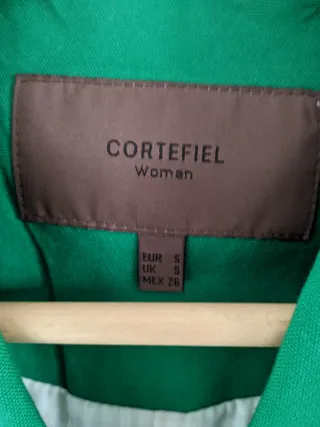 CORTEFIEL
Woman
EUR S
UK S
MEX 26